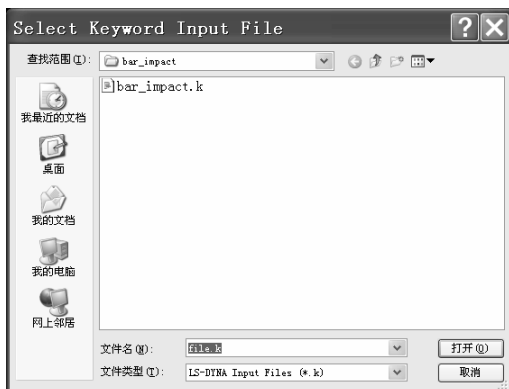 Select Keyword Input File
查找范围(I):
bar_impact
bar_impact.k
我最近的文档
桌面
我的文档
我的电脑
网上邻居
文件名(N):
file.k
打开(O)
文件类型(T):
LS-DYNA Input Files (*.k)
取消